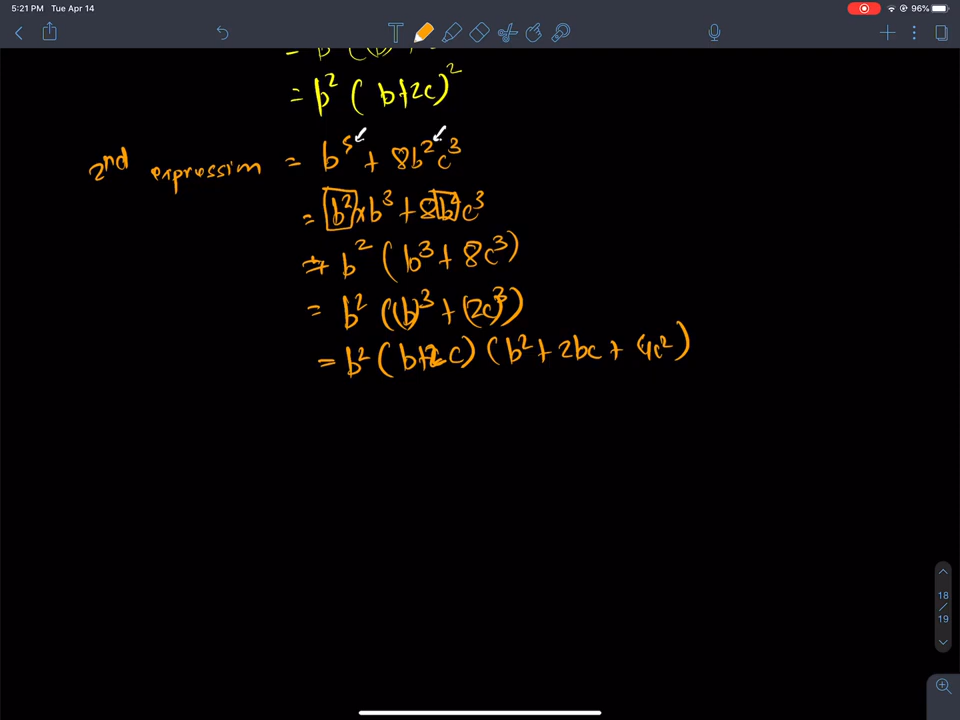 5:21 PM Tue Apr 14
96%
= b² (b+2c)²
2nd expression = b⁵ + 8b²c³
= b² × b³ + 8b²c³
= b² (b³ + 8c³)
= b² ((b)³ + (2c)³)
= b² (b+2c) (b² + 2bc + 4c²)
18
/
19